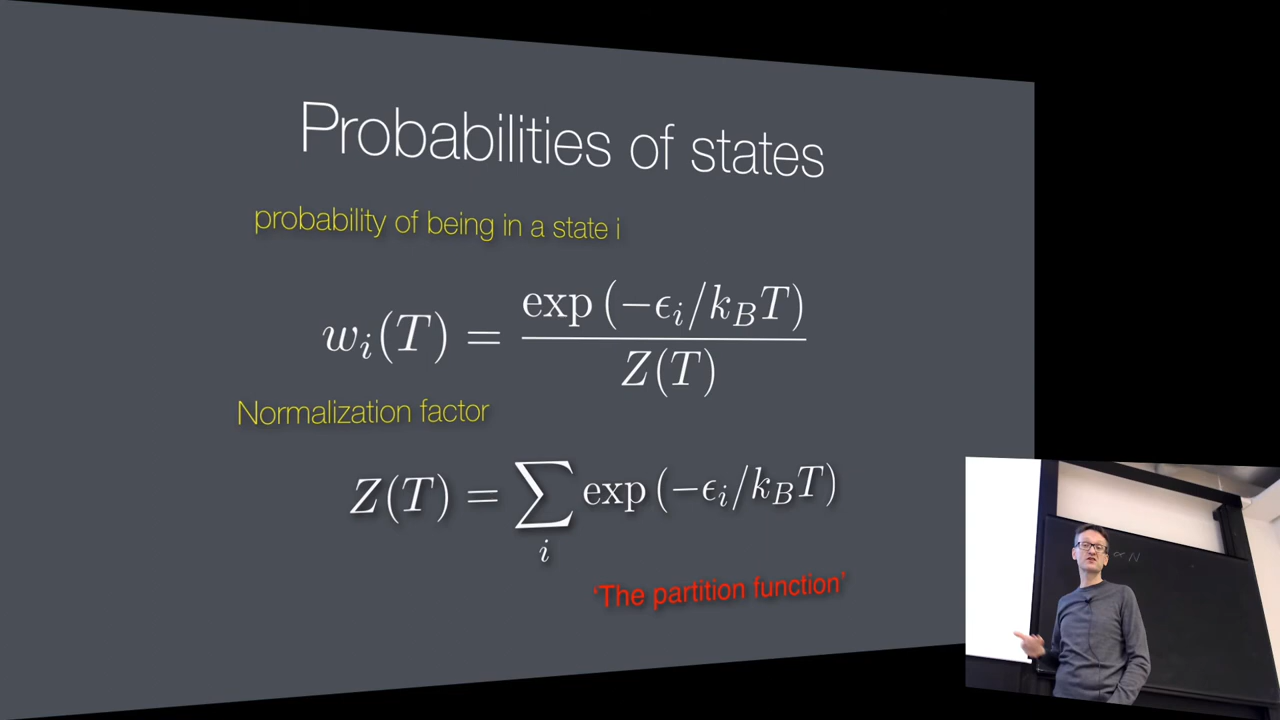 Probabilities of states
probability of being in a state i
w_i(T) = exp (−ϵ_i/k_BT) / Z(T)
Normalization factor
Z(T) = ∑_i exp (−ϵ_i/k_BT)
‘The partition function’
∝ N